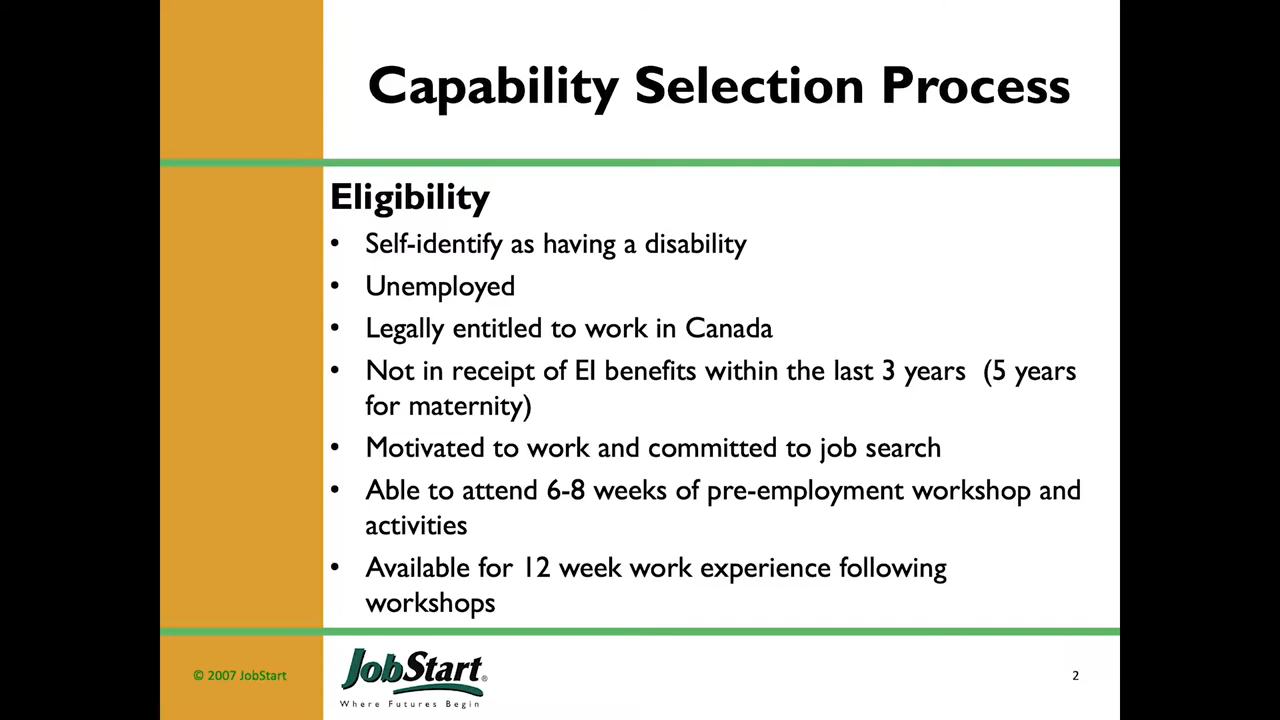 Capability Selection Process
Eligibility
• Self-identify as having a disability
• Unemployed
• Legally entitled to work in Canada
• Not in receipt of EI benefits within the last 3 years (5 years
for maternity)
• Motivated to work and committed to job search
• Able to attend 6-8 weeks of pre-employment workshop and
activities
• Available for 12 week work experience following
workshops
© 2007 JobStart
JobStart®
Where Futures Begin
2